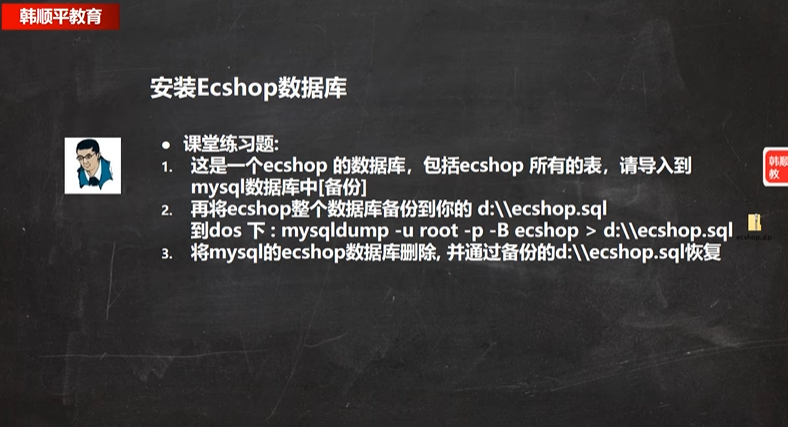 韩顺平教育
安装Ecshop数据库
● 课堂练习题:
1. 这是一个ecshop 的数据库，包括ecshop 所有的表，请导入到
mysql数据库中[备份]
2. 再将ecshop整个数据库备份到你的 d:\\ecshop.sql
到dos 下 : mysqldump -u root -p -B ecshop > d:\\ecshop.sql
3. 将mysql的ecshop数据库删除, 并通过备份的d:\\ecshop.sql恢复
韩顺
教